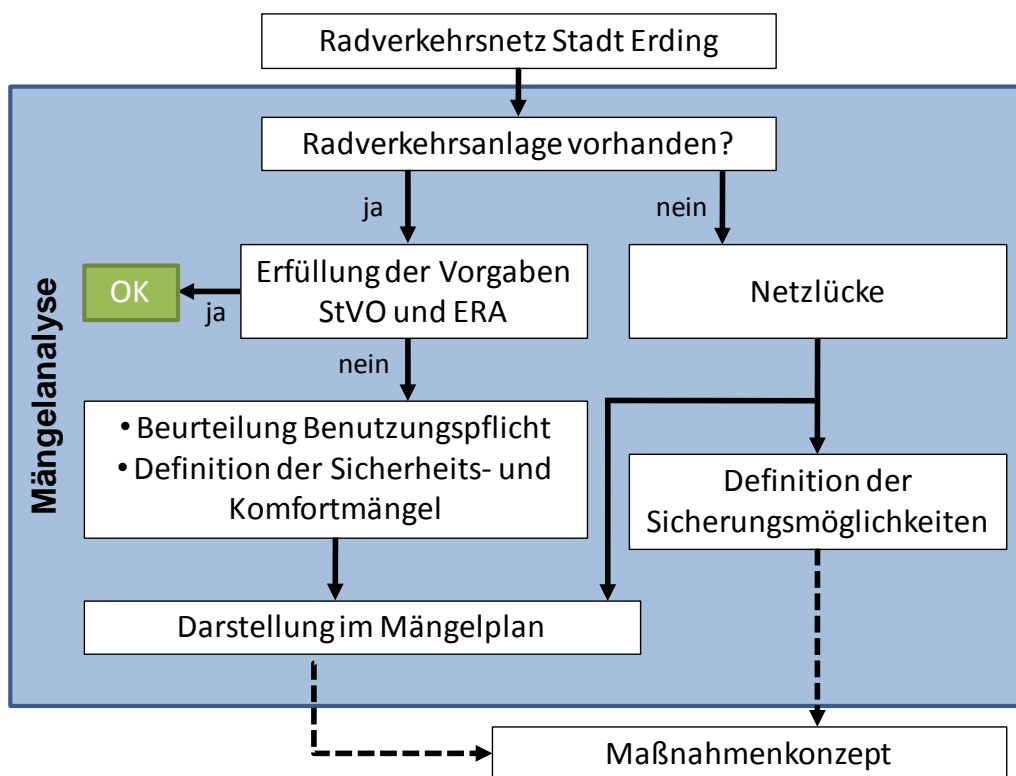 Radverkehrsnetz Stadt Erding
Radverkehrsanlage vorhanden?
ja
nein
Erfüllung der Vorgaben
StVO und ERA
OK
ja
Netzlücke
nein
• Beurteilung Benutzungspflicht
• Definition der Sicherheits- und
Komfortmängel
Definition der
Sicherungsmöglichkeiten
Darstellung im Mängelplan
Mängelanalyse
Maßnahmenkonzept